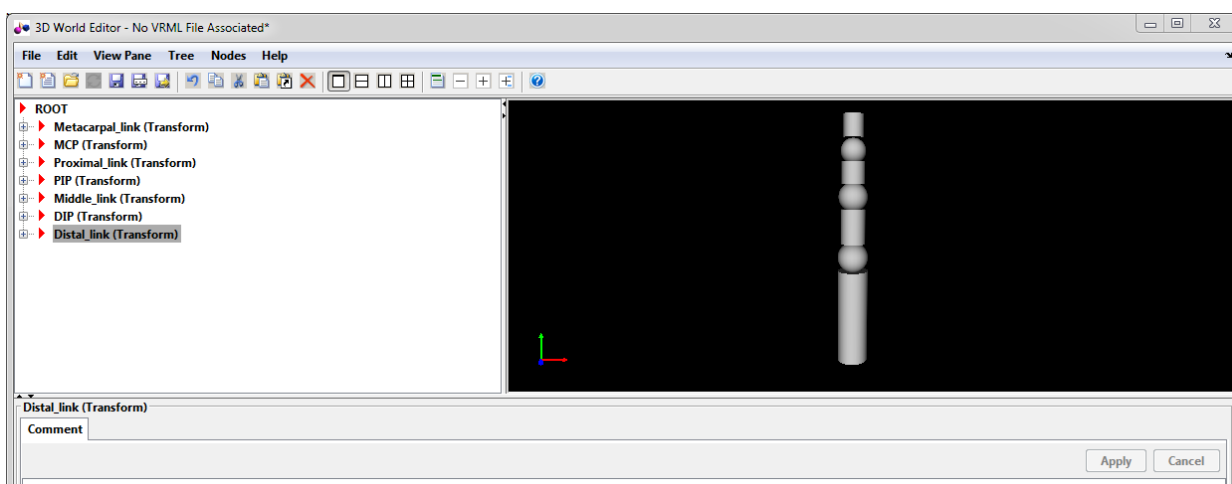 3D World Editor - No VRML File Associated*
File Edit View Pane Tree Nodes Help
ROOT
Metacarpal_link (Transform)
MCP (Transform)
Proximal_link (Transform)
PIP (Transform)
Middle_link (Transform)
DIP (Transform)
Distal_link (Transform)
Distal_link (Transform)
Comment
Apply Cancel